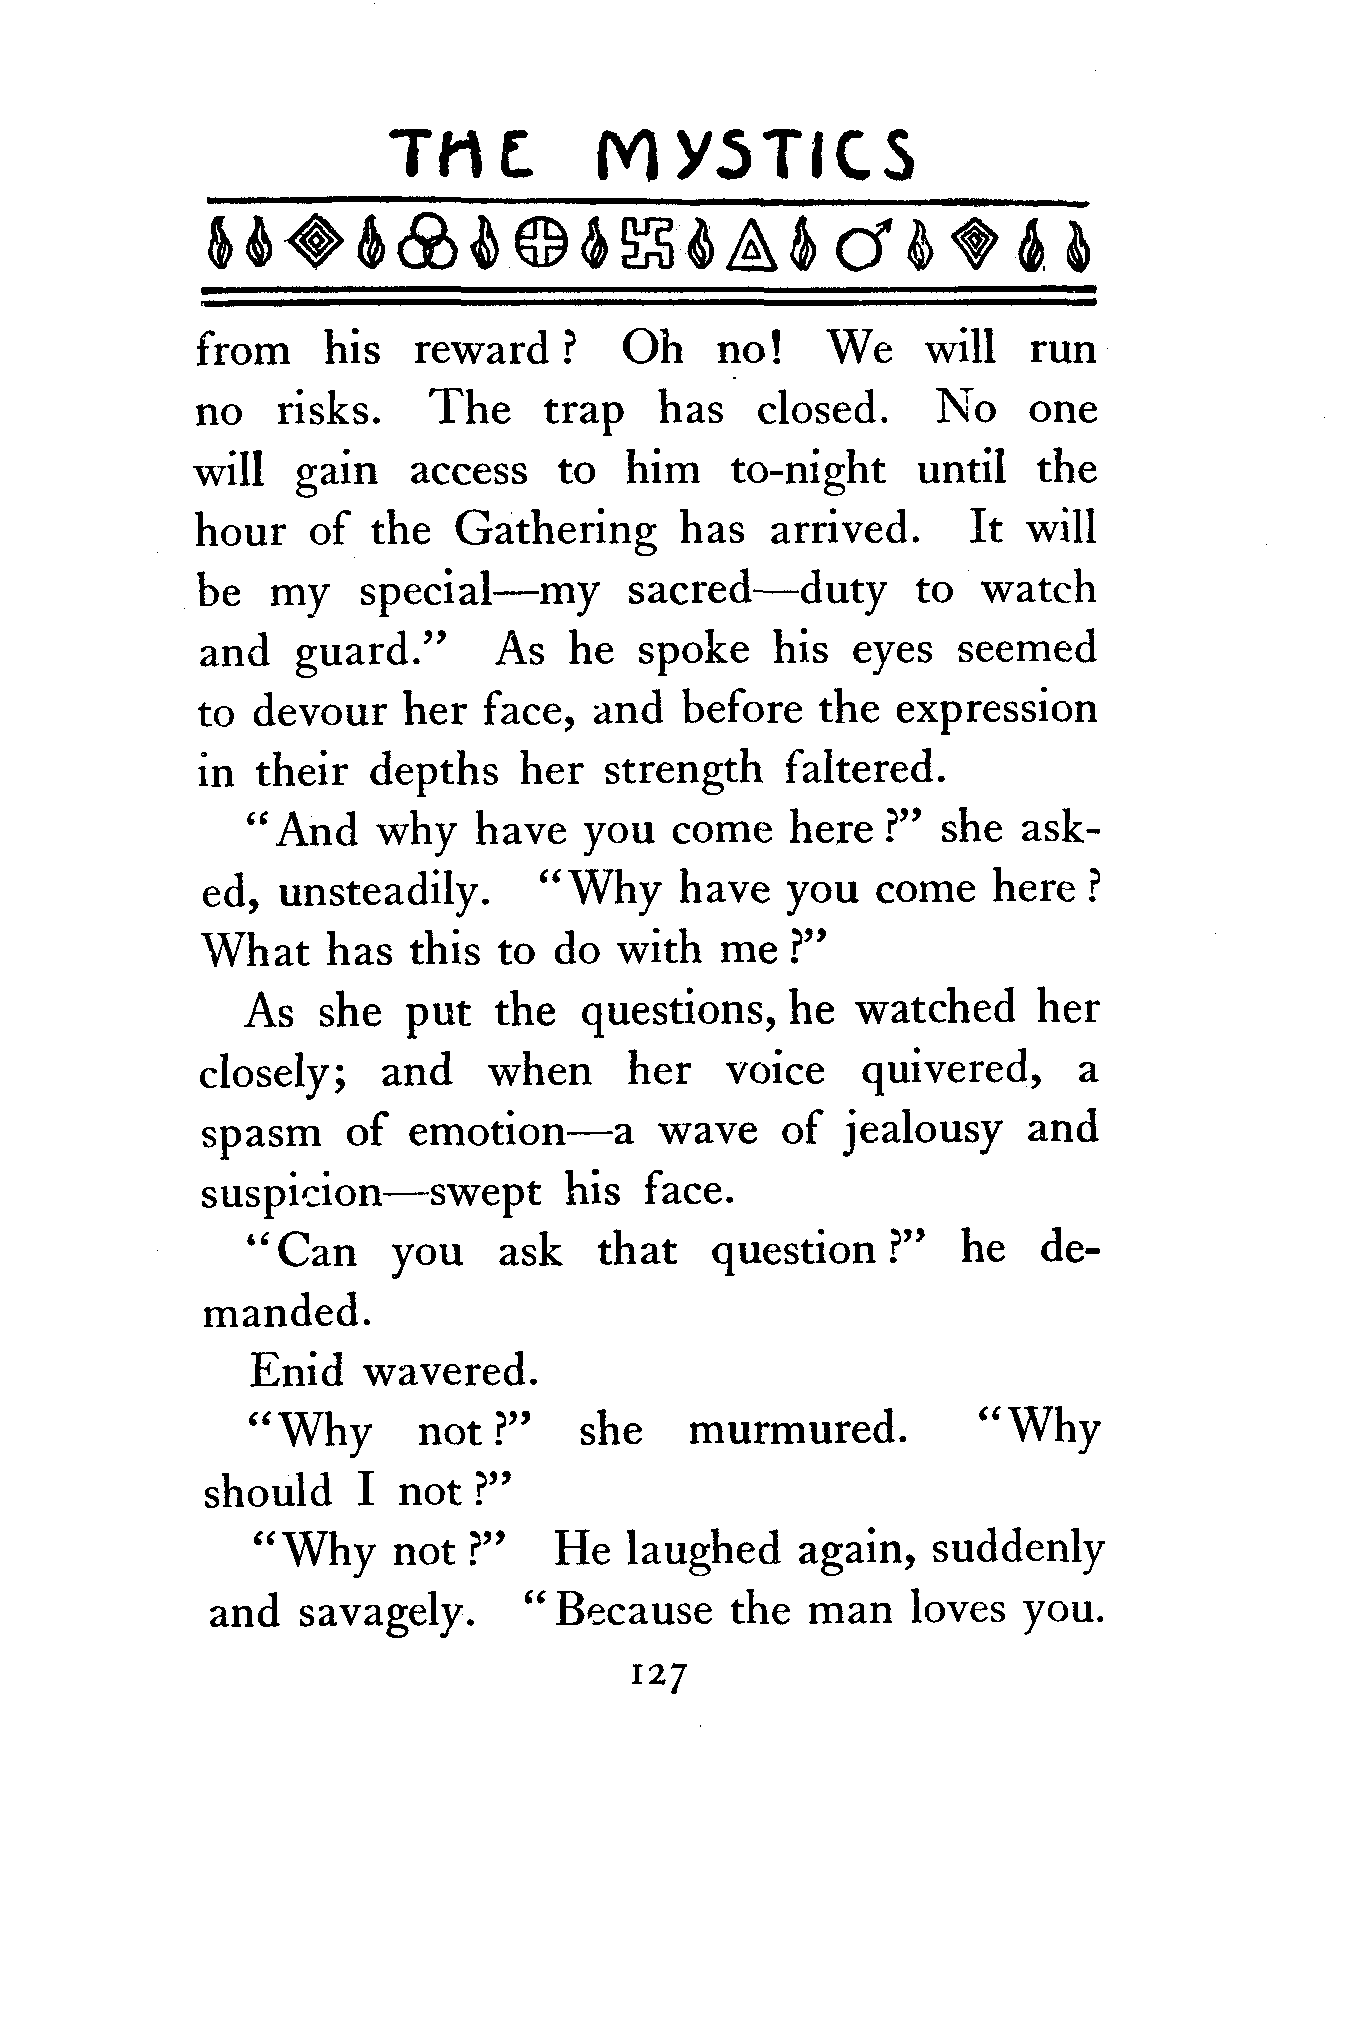 THE MYSTICS
from his reward? Oh no! We will run
no risks. The trap has closed. No one
will gain access to him to-night until the
hour of the Gathering has arrived. It will
be my special—my sacred—duty to watch
and guard.” As he spoke his eyes seemed
to devour her face, and before the expression
in their depths her strength faltered.
“And why have you come here?” she ask-
ed, unsteadily. “Why have you come here?
What has this to do with me?”
As she put the questions, he watched her
closely; and when her voice quivered, a
spasm of emotion—a wave of jealousy and
suspicion—swept his face.
“Can you ask that question?” he de-
manded.
Enid wavered.
“Why not?” she murmured. “Why
should I not?”
“Why not?” He laughed again, suddenly
and savagely. “Because the man loves you.
127